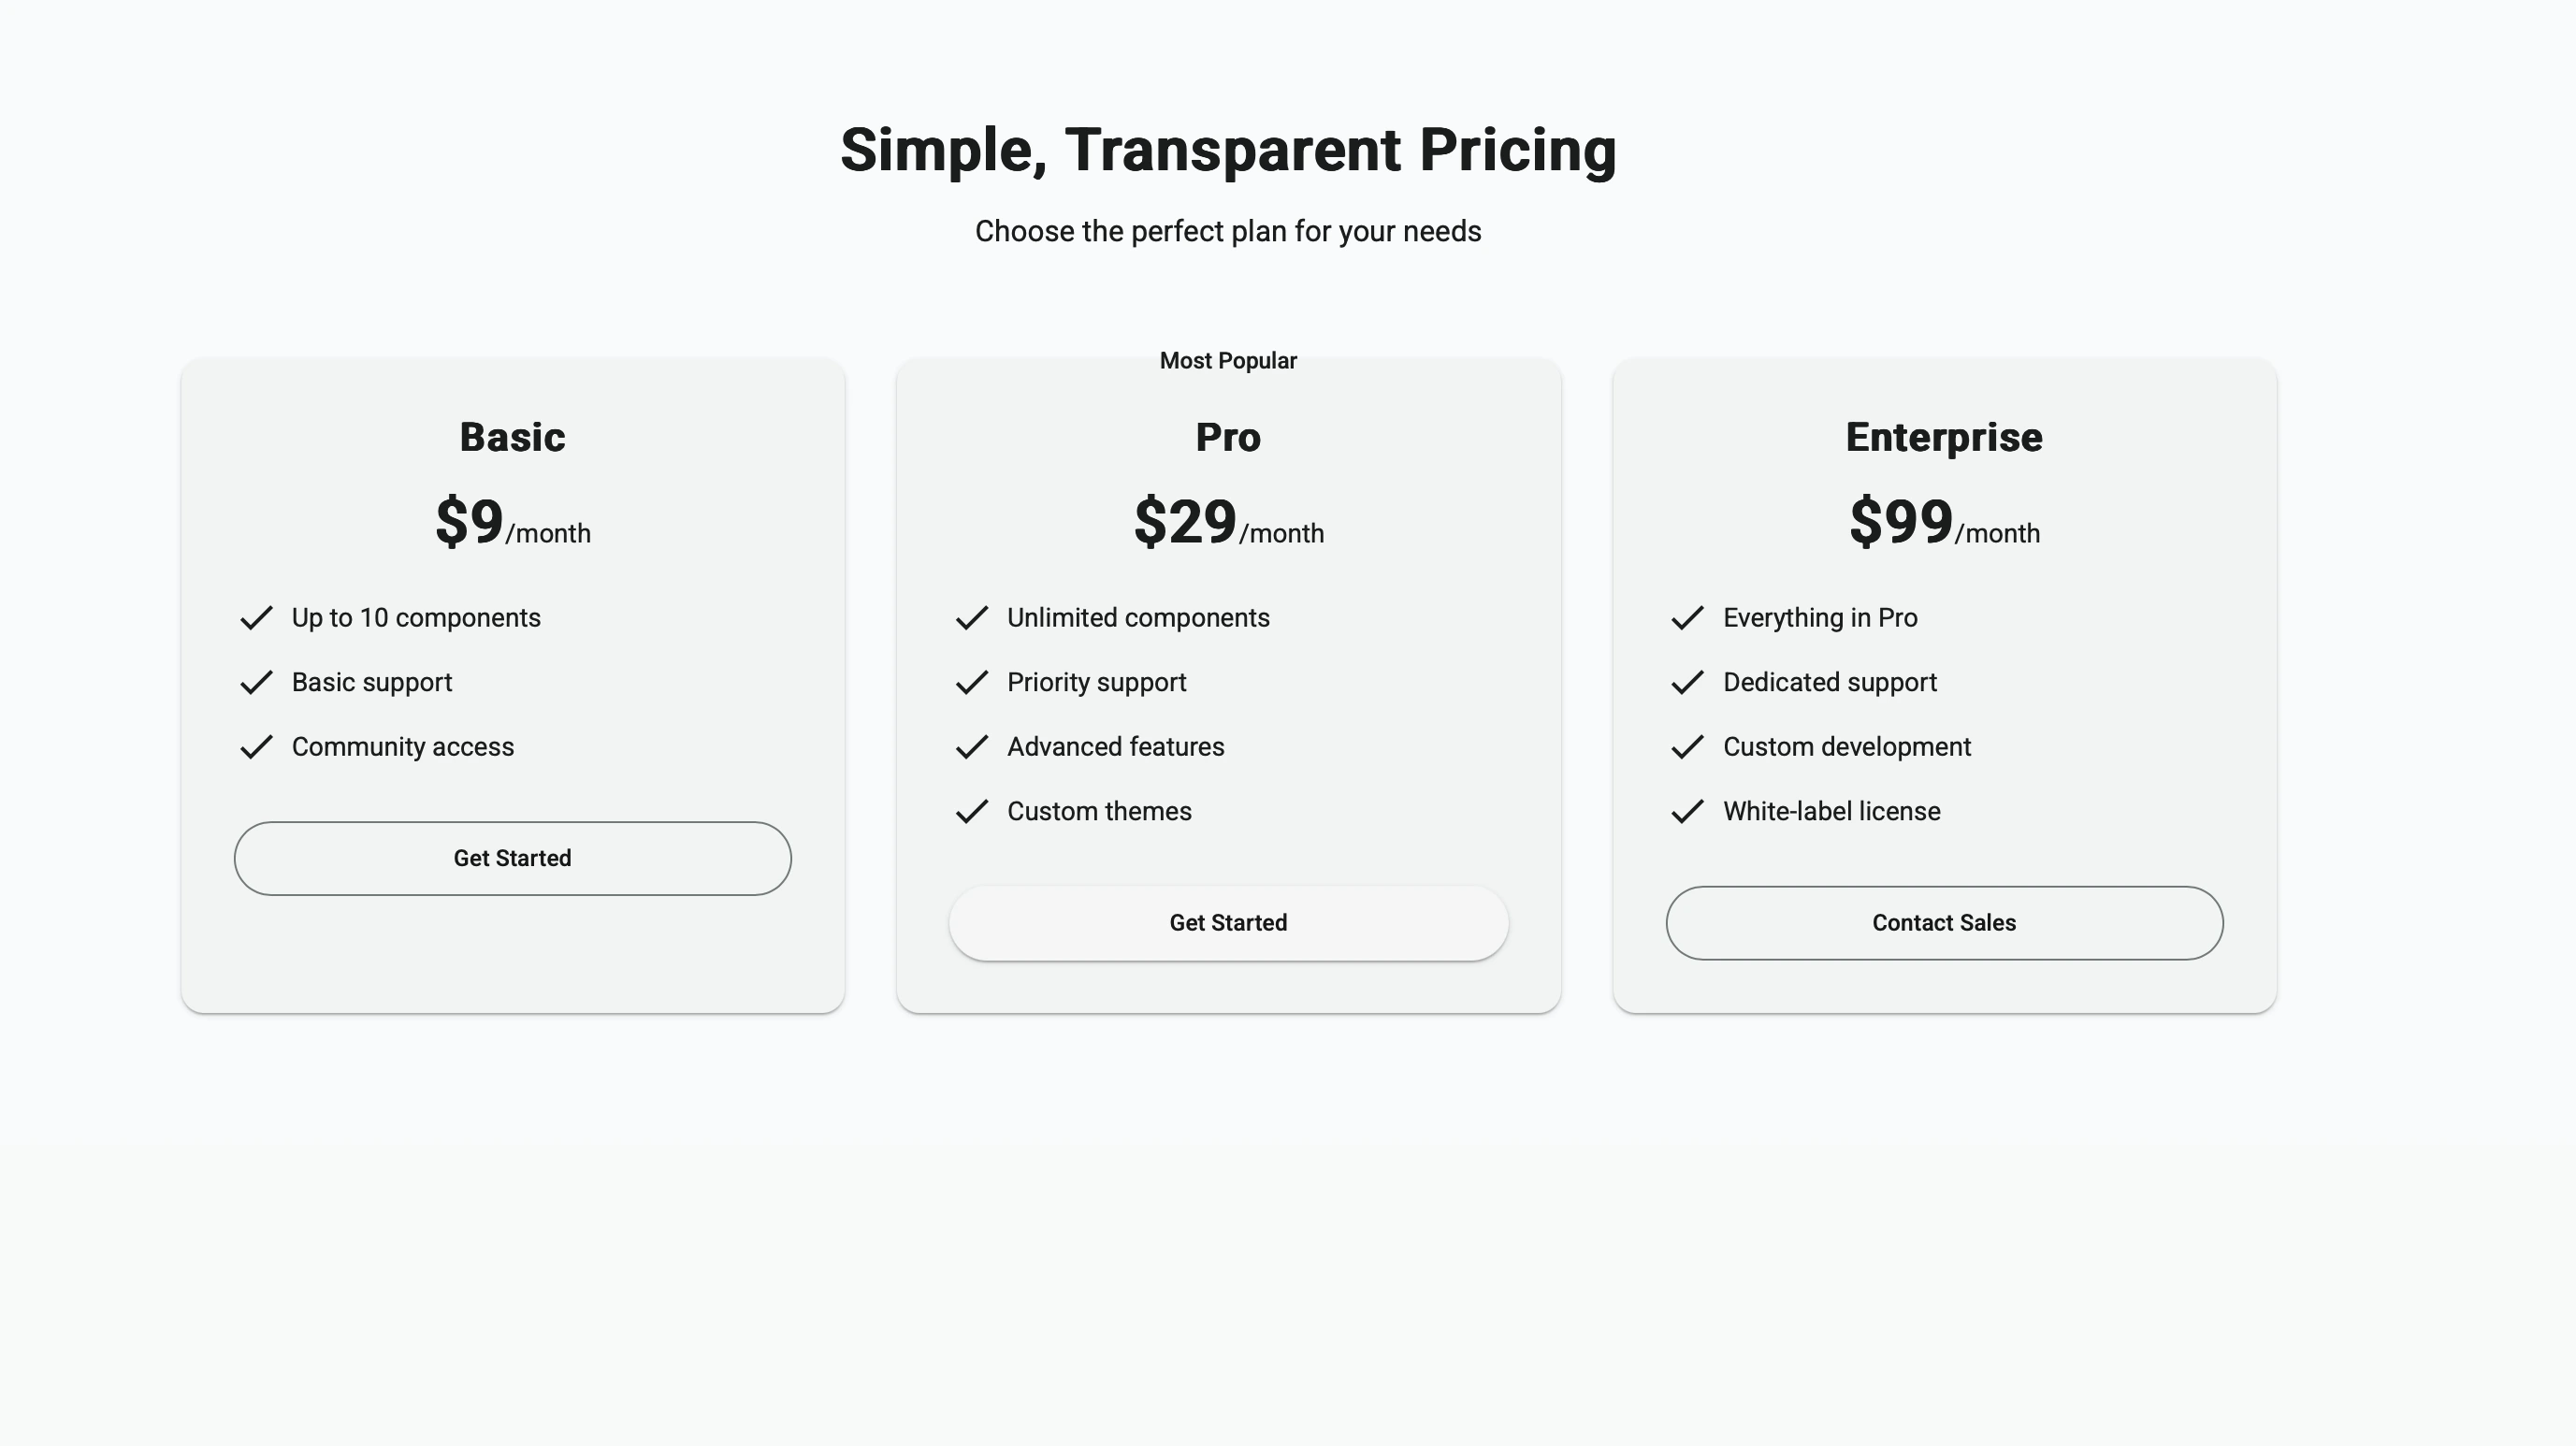 Simple, Transparent Pricing
Choose the perfect plan for your needs
Basic
$9/month
Up to 10 components
Basic support
Community access
Get Started
Most Popular
Pro
$29/month
Unlimited components
Priority support
Advanced features
Custom themes
Get Started
Enterprise
$99/month
Everything in Pro
Dedicated support
Custom development
White-label license
Contact Sales